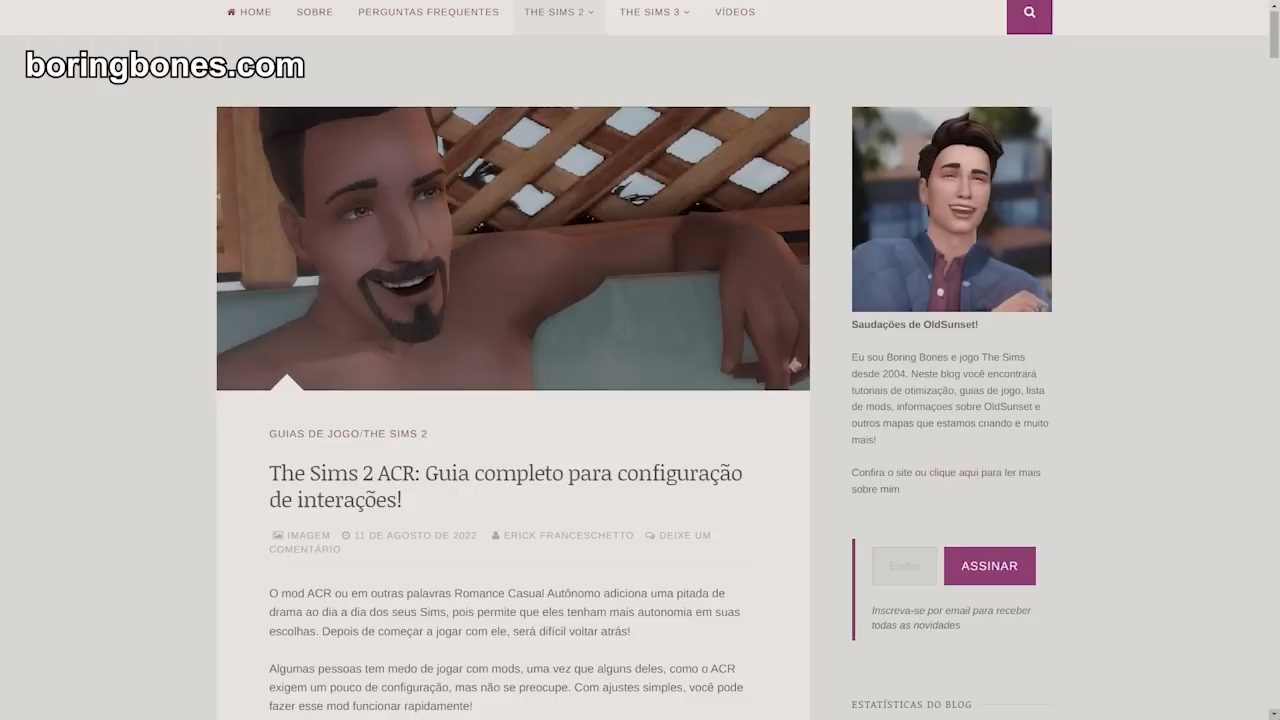 HOME
SOBRE
PERGUNTAS FREQUENTES
THE SIMS 2
THE SIMS 3
VÍDEOS
boringbones.com
GUIAS DE JOGO/THE SIMS 2
The Sims 2 ACR: Guia completo para configuração
de interações!
IMAGEM 11 DE AGOSTO DE 2022 ERICK FRANCESCHETTO DEIXE UM
COMENTÁRIO
O mod ACR ou em outras palavras Romance Casual Autônomo adiciona uma pitada de
drama ao dia a dia dos seus Sims, pois permite que eles tenham mais autonomia em suas
escolhas. Depois de começar a jogar com ele, será difícil voltar atrás!
Algumas pessoas tem medo de jogar com mods, uma vez que alguns deles, como o ACR
exigem um pouco de configuração, mas não se preocupe. Com ajustes simples, você pode
fazer esse mod funcionar rapidamente!
Saudações de OldSunset!
Eu sou Boring Bones e jogo The Sims
desde 2004. Neste blog você encontrará
tutoriais de otimização, guias de jogo, lista
de mods, informaçoes sobre OldSunset e
outros mapas que estamos criando e muito
mais!
Confira o site ou clique aqui para ler mais
sobre mim
ASSINAR
Inscreva-se por email para receber
todas as novidades
ESTATÍSTICAS DO BLOG